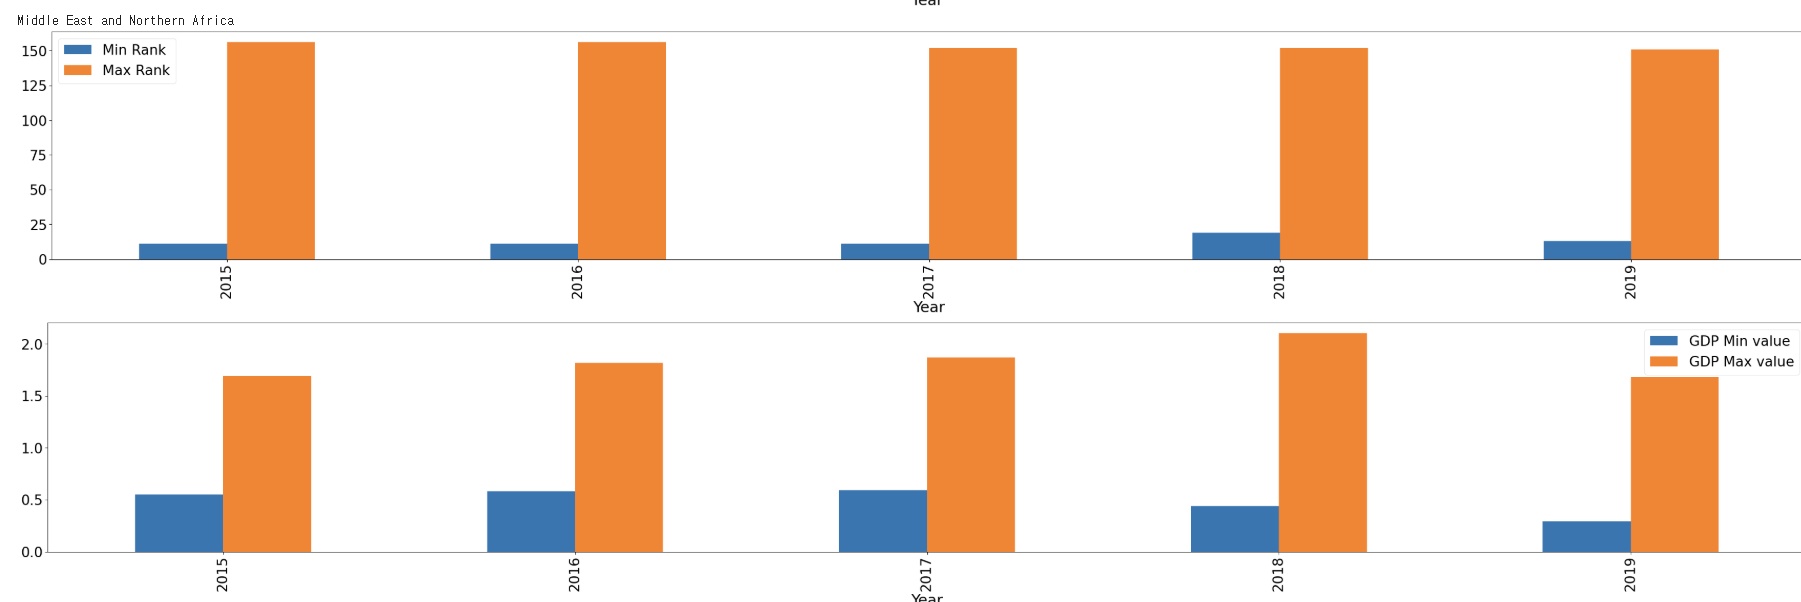 Year
Middle East and Northern Africa
Min Rank
Max Rank
150
125
100
75
50
25
0
2015 2016 2017 2018 2019
Year
GDP Min value
GDP Max value
2.0
1.5
1.0
0.5
0.0
2015 2016 2017 2018 2019
Year